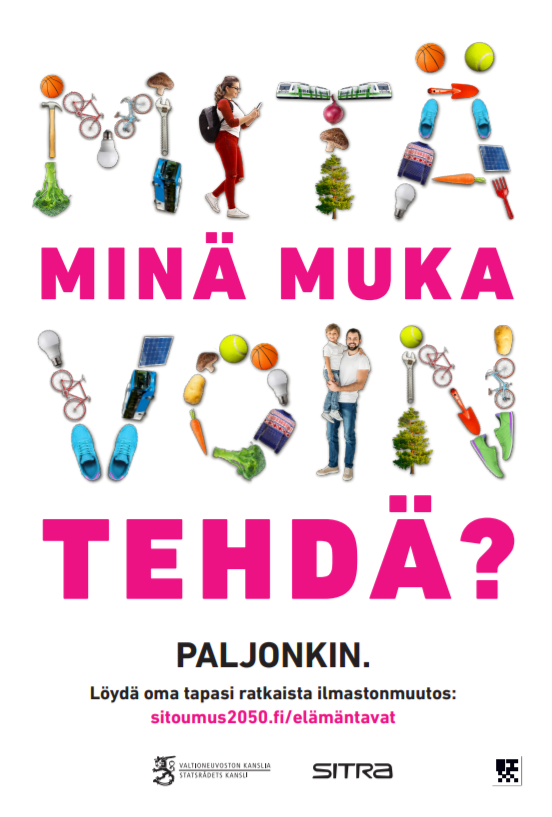 MITÄ
MINÄ MUKA
VOIN
TEHDÄ?
PALJONKIN.
Löydä oma tapasi ratkaista ilmastonmuutos:
sitoumus2050.fi/elämäntavat
VALTIONEUVOSTON KANSLIA
STATSRÅDETS KANSLI
SITRA